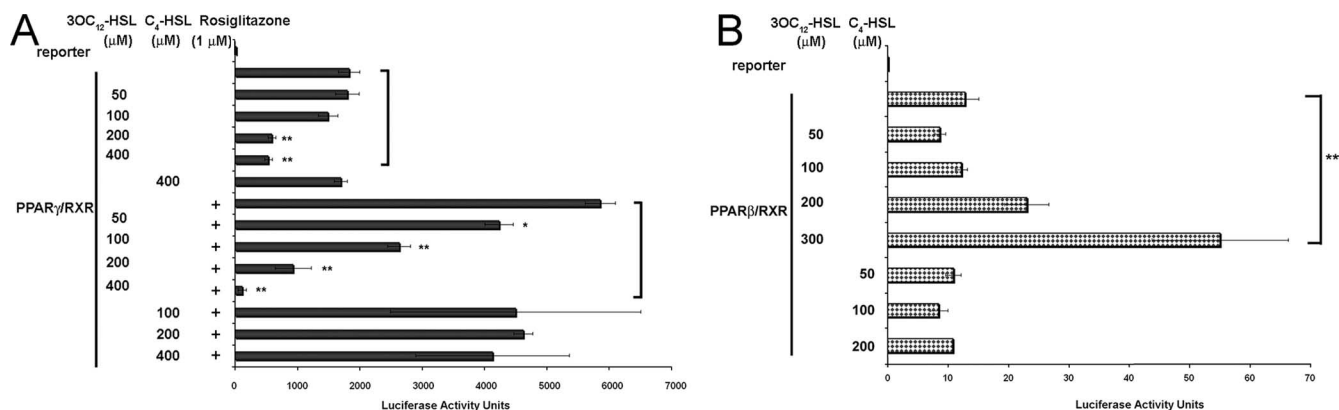 A
3OC12-HSL C4-HSL Rosiglitazone
(μM) (μM) (1 μM)
reporter
50
100
200 **
400 **
400
PPARγ/RXR
+
50 + *
100 + **
200 + **
400 + **
100 +
200 +
400 +
0 1000 2000 3000 4000 5000 6000 7000
Luciferase Activity Units
B
3OC12-HSL C4-HSL
(μM) (μM)
reporter
50
100
**
200
PPARβ/RXR
300
50
100
200
0 10 20 30 40 50 60 70
Luciferase Activity Units